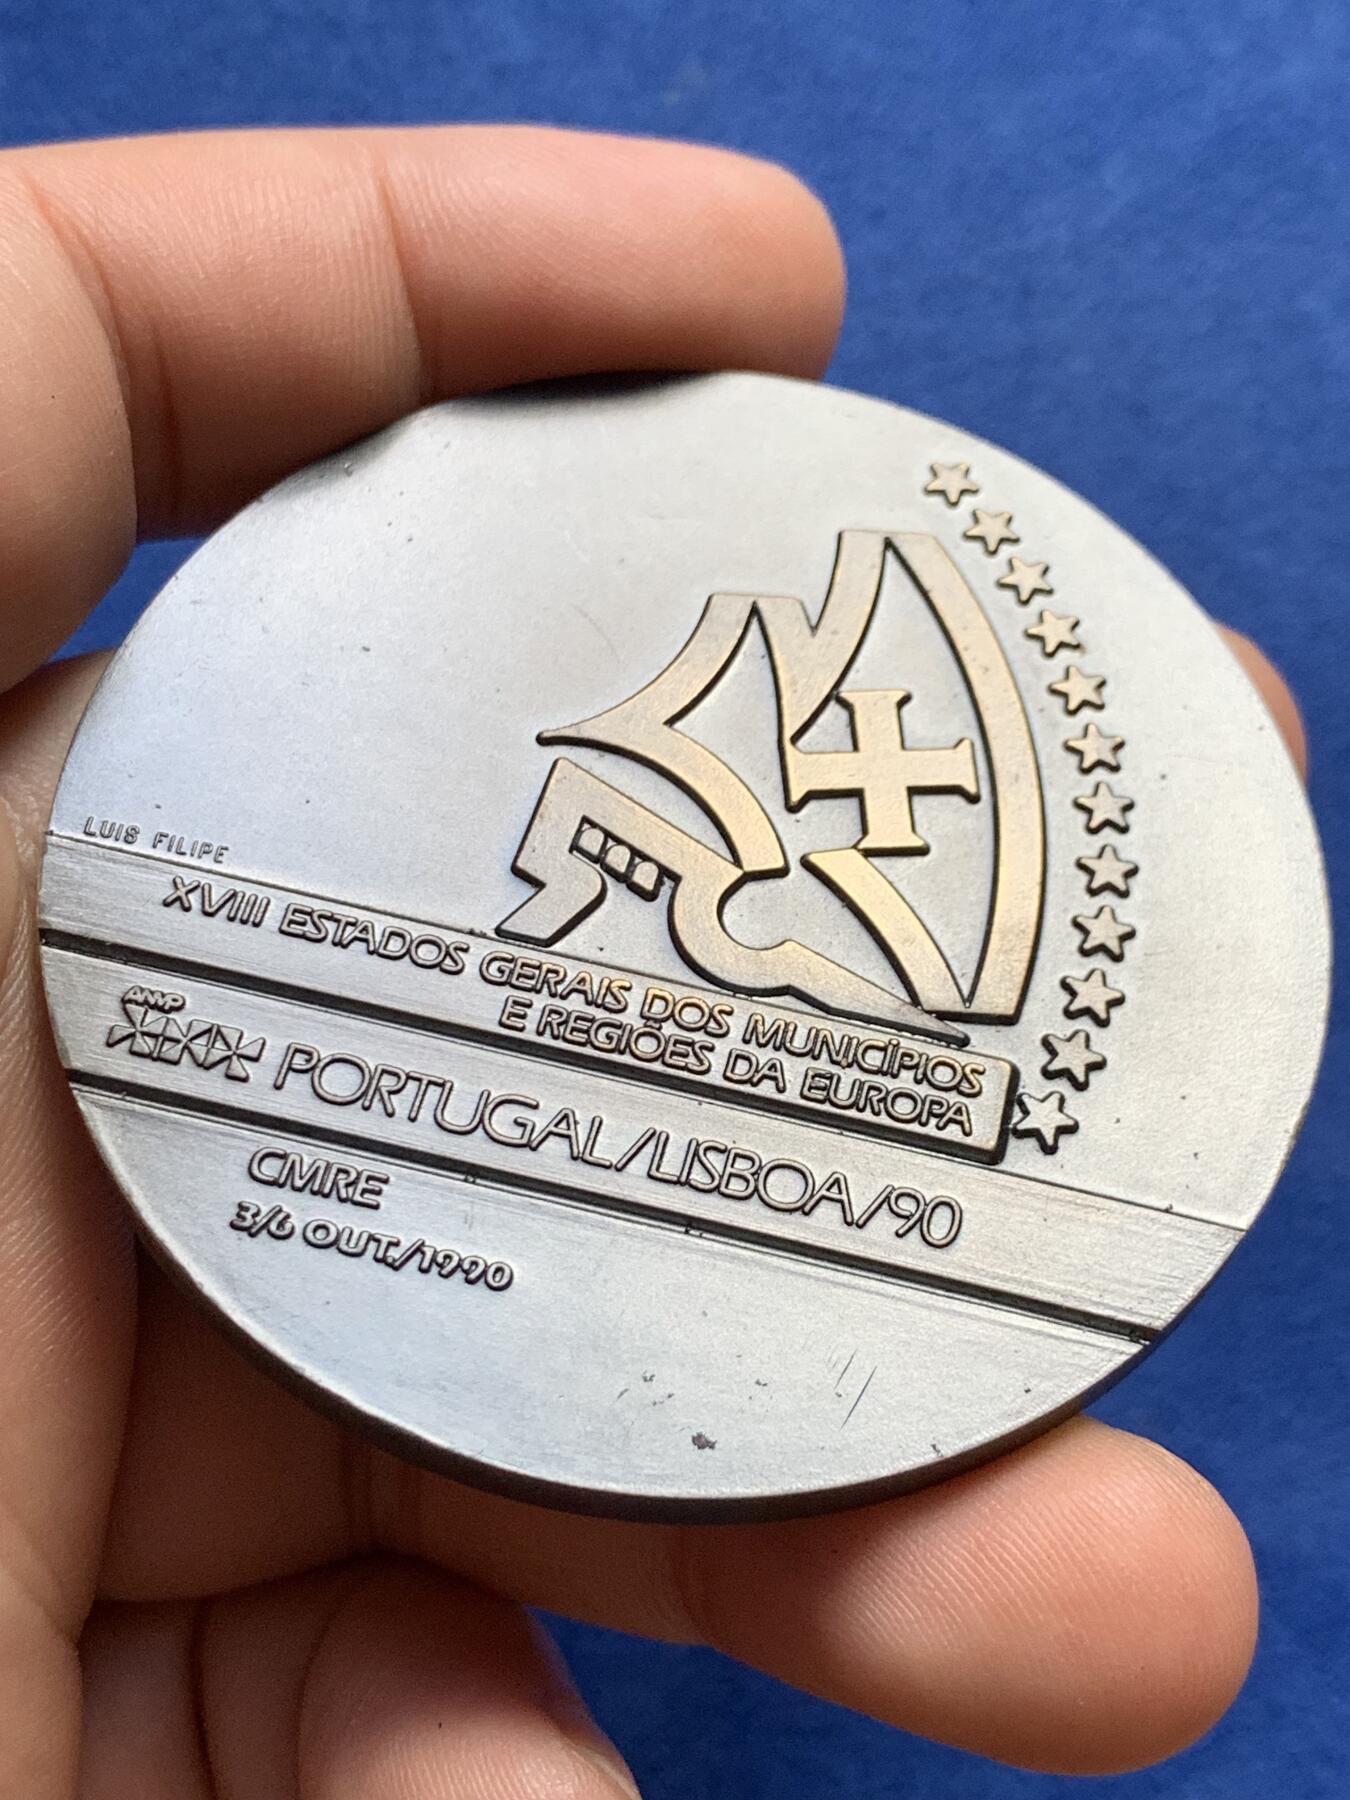 LUIS FILIPE
XVIII ESTADOS GERAIS DOS MUNICÍPIOS
E REGIÕES DA EUROPA
ANMP
PORTUGAL/LISBOA/90
CMRE
3/6 OUT./1990